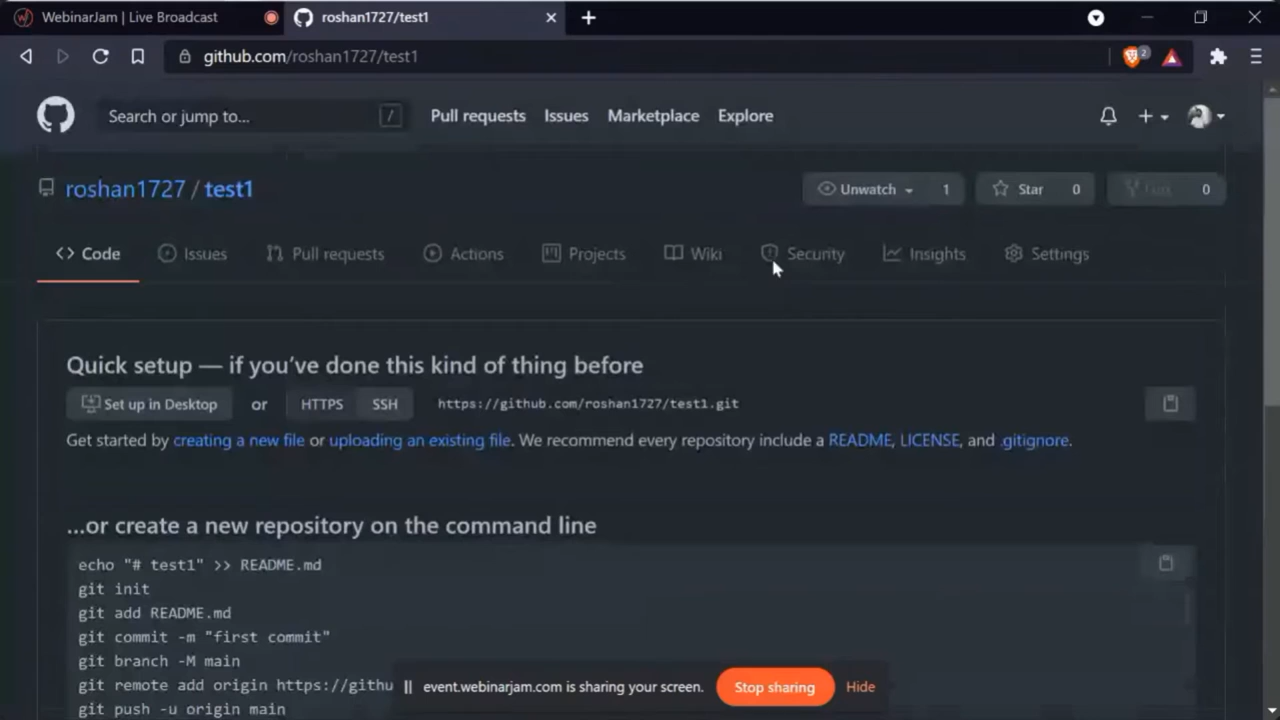 WebinarJam | Live Broadcast
roshan1727/test1
github.com/roshan1727/test1
2
Search or jump to...
/
Pull requests
Issues
Marketplace
Explore
roshan1727 / test1
Unwatch 1
Star 0
0
Code
Issues
Pull requests
Actions
Projects
Wiki
Security
Insights
Settings
Quick setup — if you've done this kind of thing before
Set up in Desktop
or
HTTPS
SSH
https://github.com/roshan1727/test1.git
Get started by creating a new file or uploading an existing file. We recommend every repository include a README, LICENSE, and .gitignore.
...or create a new repository on the command line
echo "# test1" >> README.md
git init
git add README.md
git commit -m "first commit"
git branch -M main
git remote add origin https://githu
event.webinarjam.com is sharing your screen.
Stop sharing
Hide
git push -u origin main